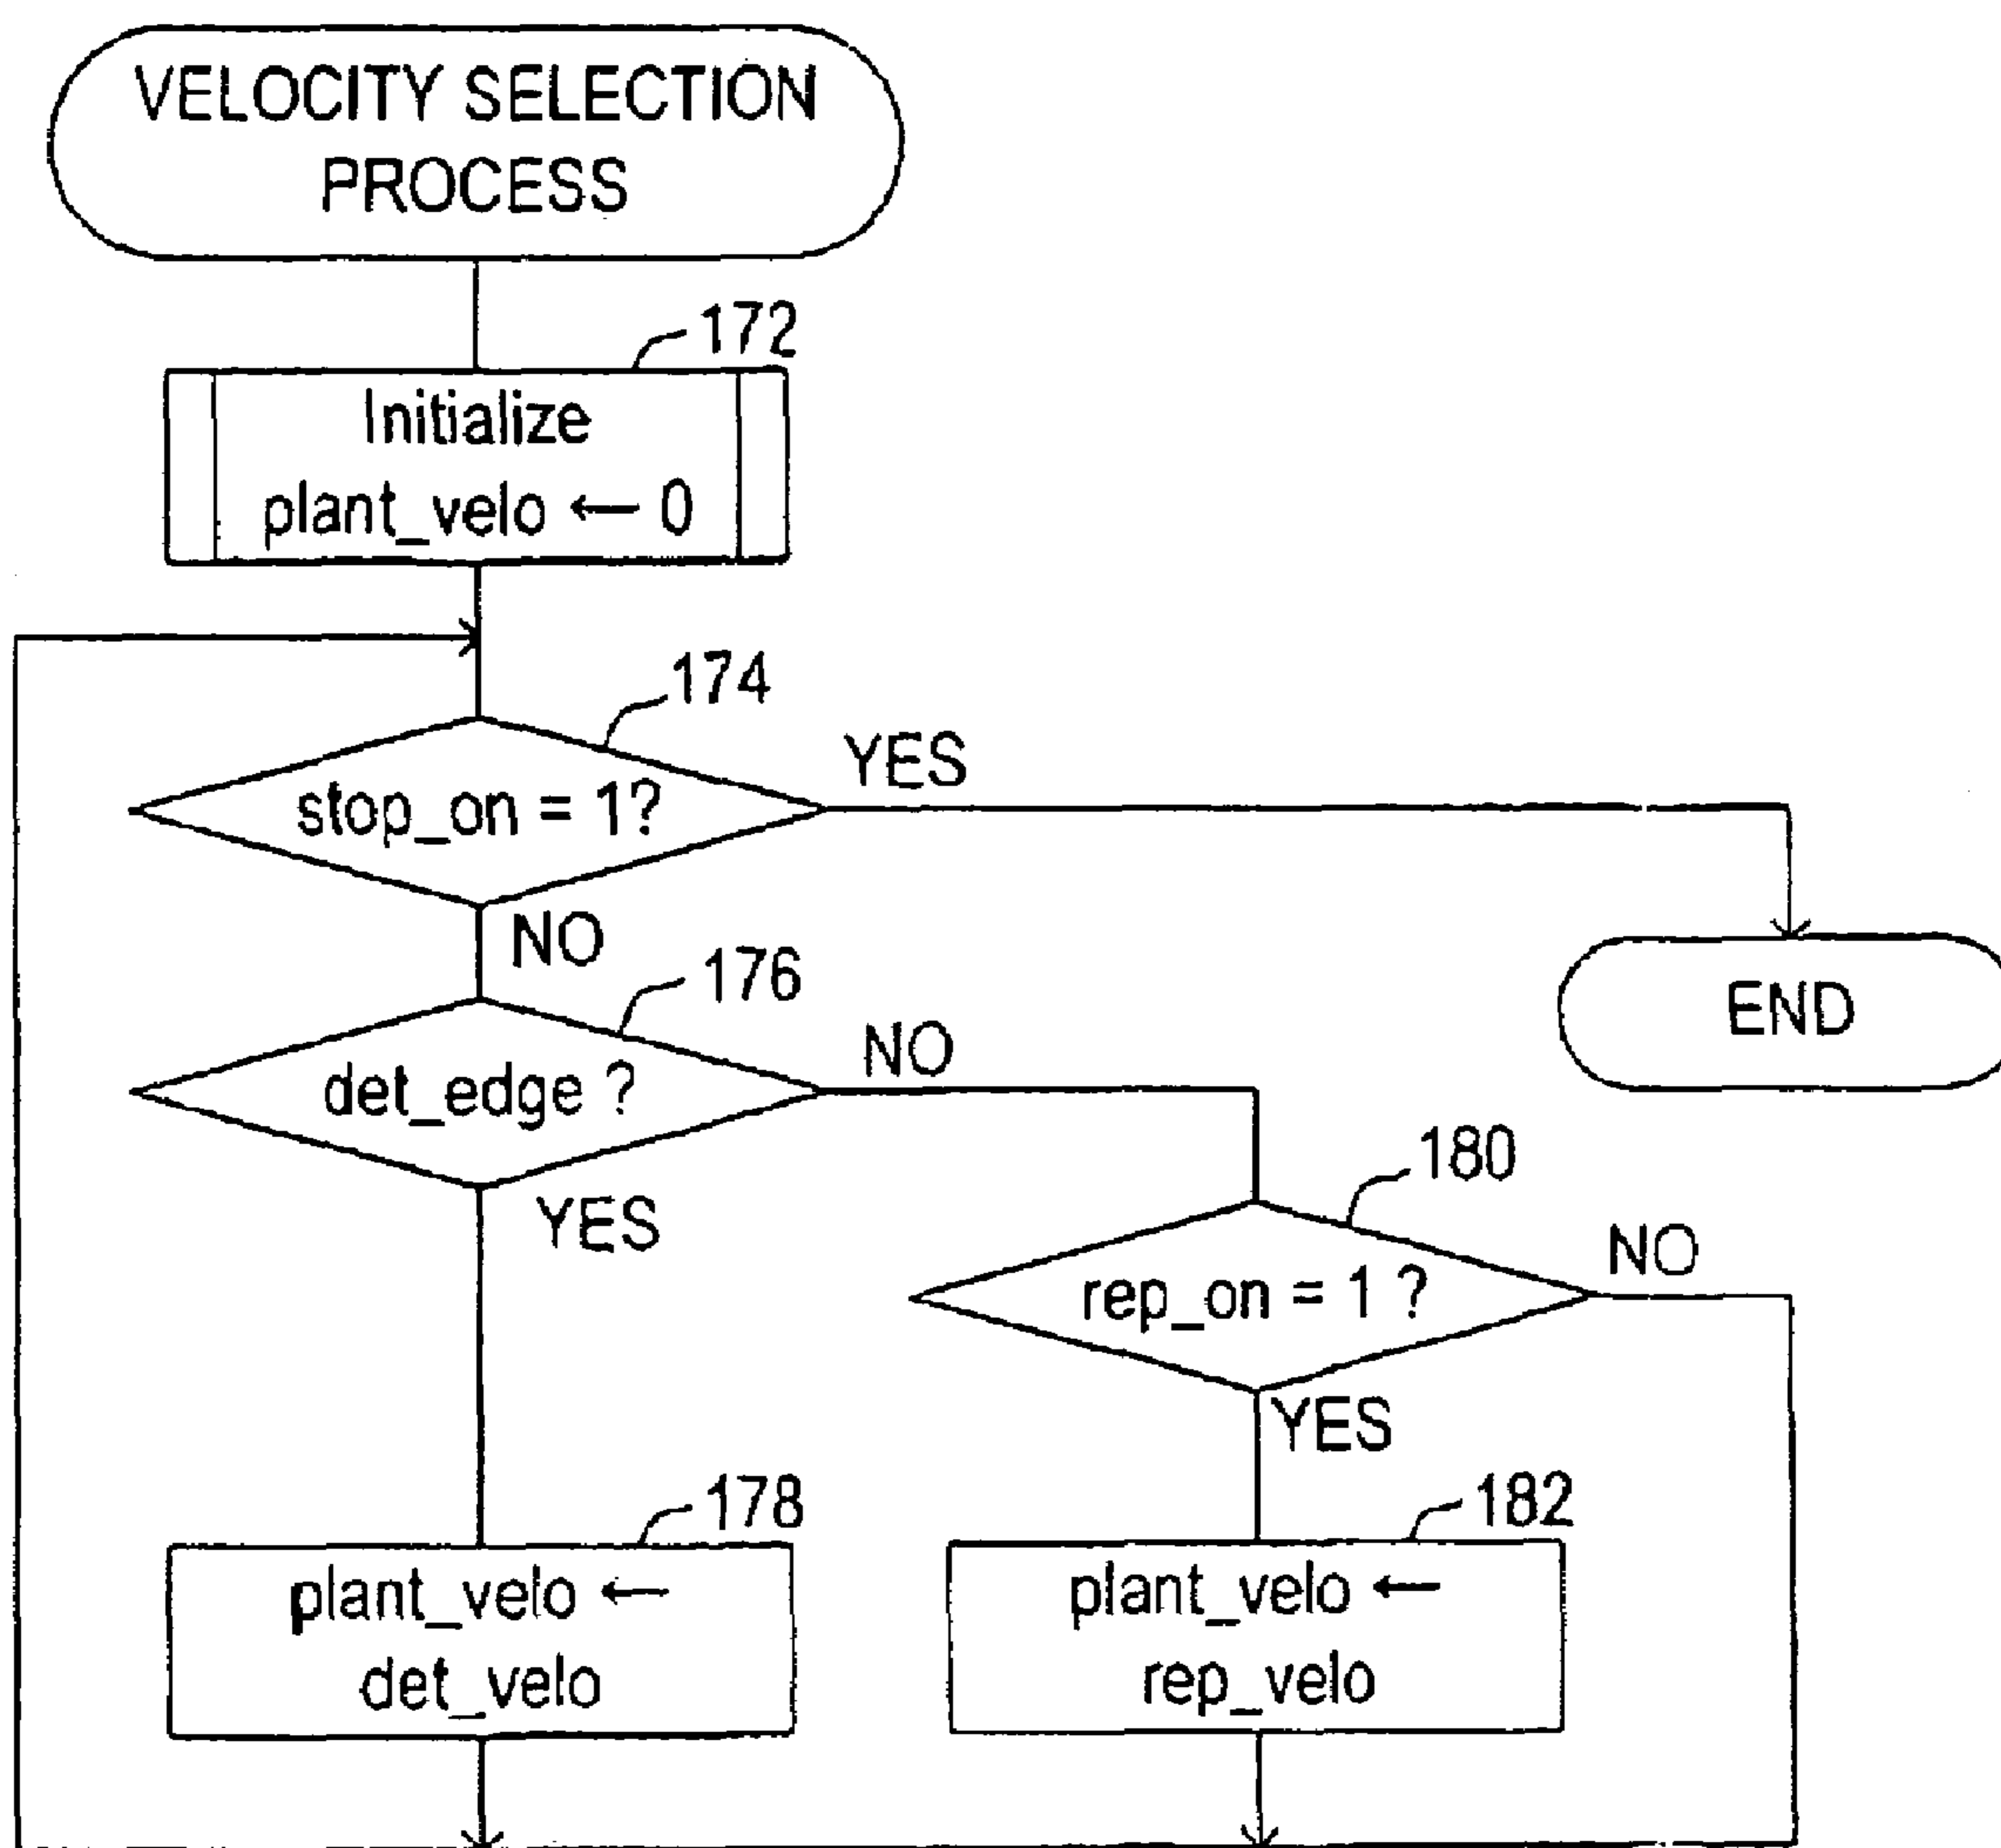 VELOCITY SELECTION
PROCESS
172
Initialize
plant_velo ← 0
174
stop_on = 1?
YES
NO
END
176
det_edge ?
NO
YES
180
rep_on = 1 ?
NO
YES
178
plant_velo ←
det_velo
182
plant_velo ←
rep_velo